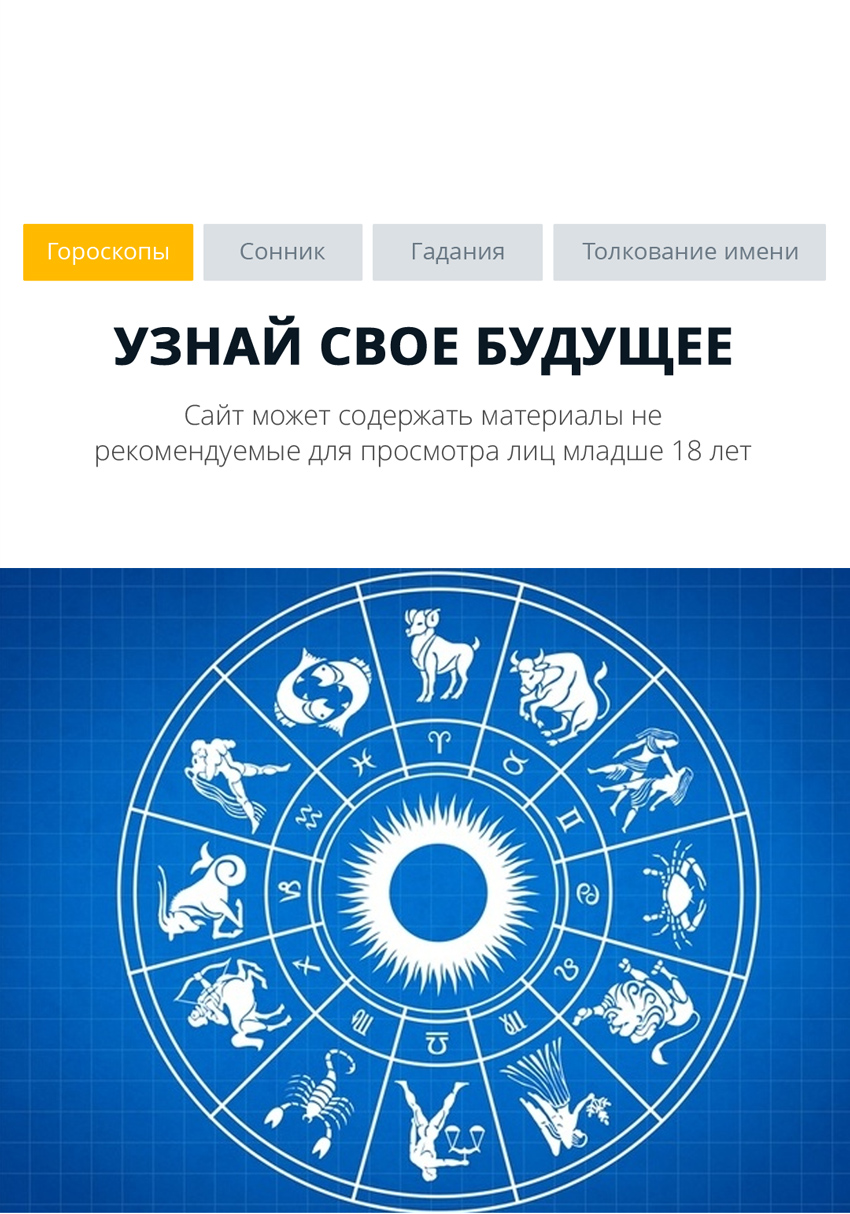 Гороскопы Сонник Гадания Толкование имени
УЗНАЙ СВОЕ БУДУЩЕЕ
Сайт может содержать материалы не
рекомендуемые для просмотра лиц младше 18 лет